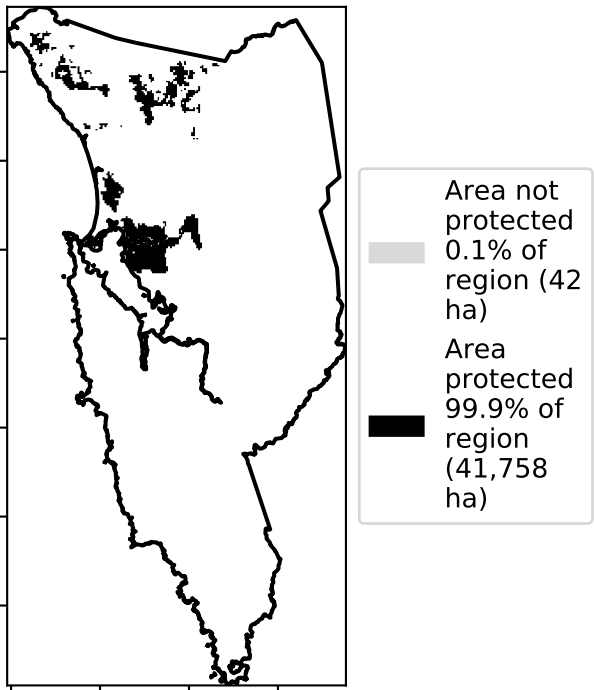 Area not
protected
0.1% of
region (42
ha)
Area
protected
99.9% of
region
(41,758
ha)